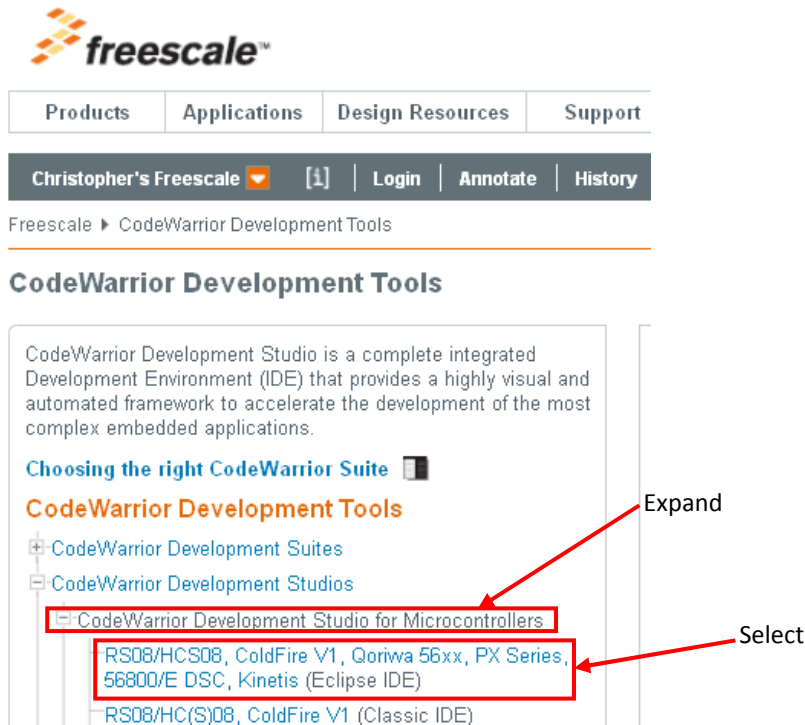 freescale™
Products Applications Design Resources Support
Christopher's Freescale [i] | Login | Annotate | History
Freescale ▸ CodeWarrior Development Tools
CodeWarrior Development Tools
CodeWarrior Development Studio is a complete integrated
Development Environment (IDE) that provides a highly visual and
automated framework to accelerate the development of the most
complex embedded applications.
Choosing the right CodeWarrior Suite
CodeWarrior Development Tools
Expand
CodeWarrior Development Suites
CodeWarrior Development Studios
CodeWarrior Development Studio for Microcontrollers
Select
RS08/HCS08, ColdFire V1, Qoriwa 56xx, PX Series,
56800/E DSC, Kinetis (Eclipse IDE)
RS08/HC(S)08, ColdFire V1 (Classic IDE)